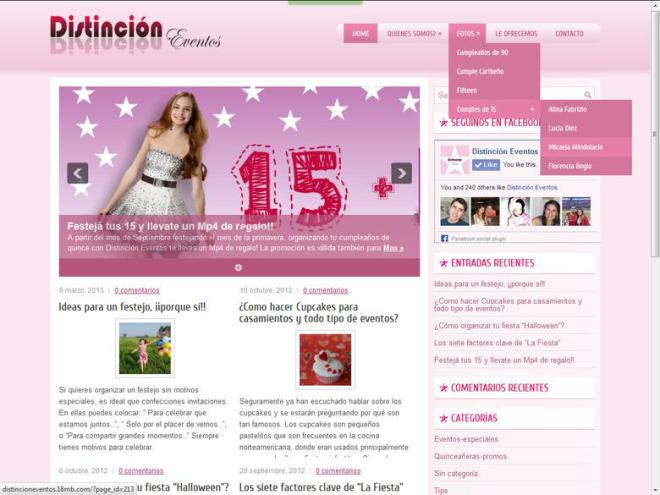 Distinción Eventos
HOME
QUIENES SOMOS? »
FOTOS »
LE OFRECEMOS
CONTACTO
Cumpleaños de 90
Cumple Caribeño
Fifteen
Cumples de 15 »
Alina Fabrizio
Lucia Diez
Micaela Mindolacio
Florencia Bogio
15 +
Festejá tus 15 y llevate un Mp4 de regalo!!
A partir del mes de Septiembre festejando el mes de la primavera, organizando tu cumpleaños de
quince con Distinción Eventos te llevas un Mp4 de regalo! La promoción es válida también para Mas »
SEGUINOS EN FACEBOOK
Distinción Eventos
Like
You like this.
You and 240 others like Distinción Eventos.
Facebook social plugin
9 marzo, 2013 | 0 comentarios
Ideas para un festejo, ¡¡porque sí!!
Si quieres organizar un festejo sin motivos
especiales, es ideal que confecciones invitaciones.
En ellas puedes colocar: " Para celebrar que
estamos juntos..", " Solo por el placer de vernos..",
o "Para compartir grandes momentos.." Siempre
tenes motivos para celebrar.
19 octubre, 2012 | 0 comentarios
¿Como hacer Cupcakes para
casamientos y todo tipo de eventos?
Seguramente ya han escuchado hablar sobre los
cupcakes y se estarán preguntando por qué son
tan famosos. Los cupcakes son pequeños
pastelitos que son frecuentes en la cocina
norteamericana, donde eran usados principalmente
ENTRADAS RECIENTES
Ideas para un festejo, ¡¡porque sí!!
¿Como hacer Cupcakes para casamientos y
todo tipo de eventos?
¿Cómo organizar tu fiesta "Halloween"?
Los siete factores clave de "La Fiesta"
Festejá tus 15 y llevate un Mp4 de regalo!!
COMENTARIOS RECIENTES
CATEGORÍAS
Eventos-especiales
Quinceañeras-promos
Sin categoría
Tips
8 octubre, 2012 | 0 comentarios
tu fiesta "Halloween"?
29 septiembre, 2012 | 0 comentarios
Los siete factores clave de "La Fiesta"
distincioneventos.16mb.com/?page_id=213